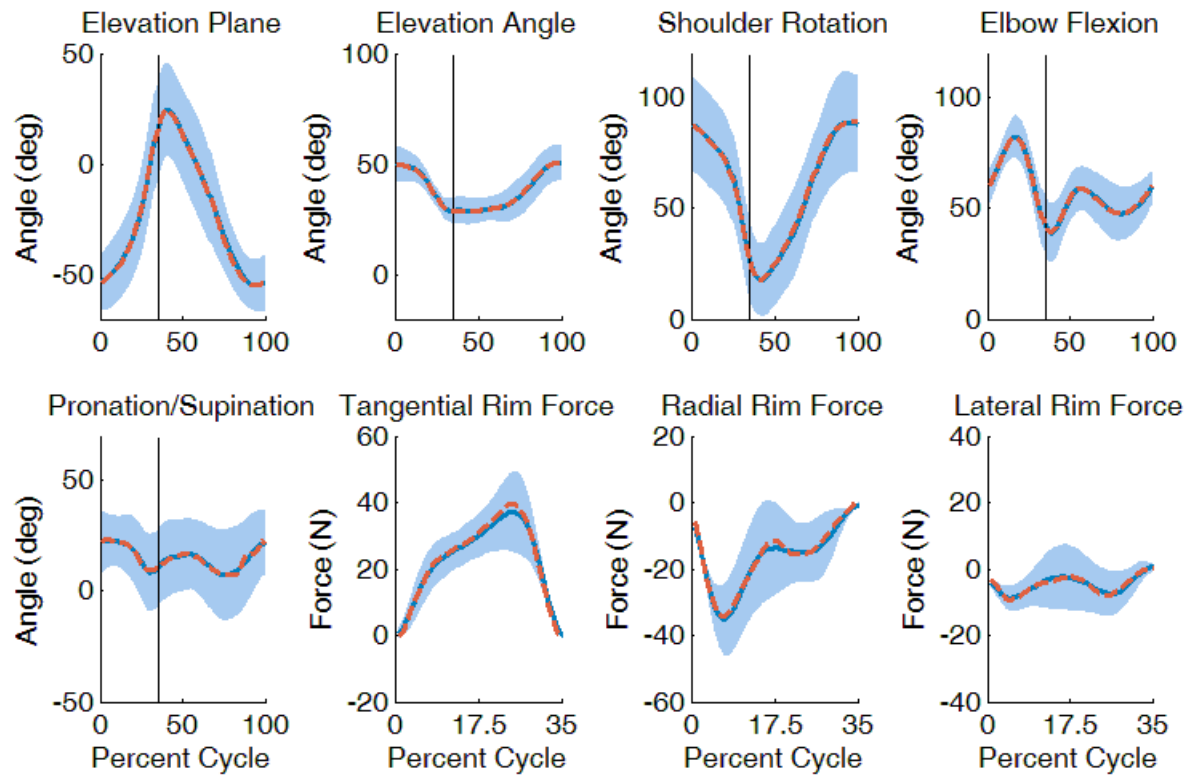 Elevation Plane Elevation Angle Shoulder Rotation Elbow Flexion
50 100 100 100
0 50 50 50
-50 0 0 0
Angle (deg) Angle (deg) Angle (deg) Angle (deg)
0 50 100 0 50 100 0 50 100 0 50 100
Pronation/Supination Tangential Rim Force Radial Rim Force Lateral Rim Force
50 60 20 40
0 40 0 20
-50 20 -20 0
0 -40 -20
-20 -60 -40
Angle (deg) Force (N) Force (N) Force (N)
0 50 100 0 17.5 35 0 17.5 35 0 17.5 35
Percent Cycle Percent Cycle Percent Cycle Percent Cycle